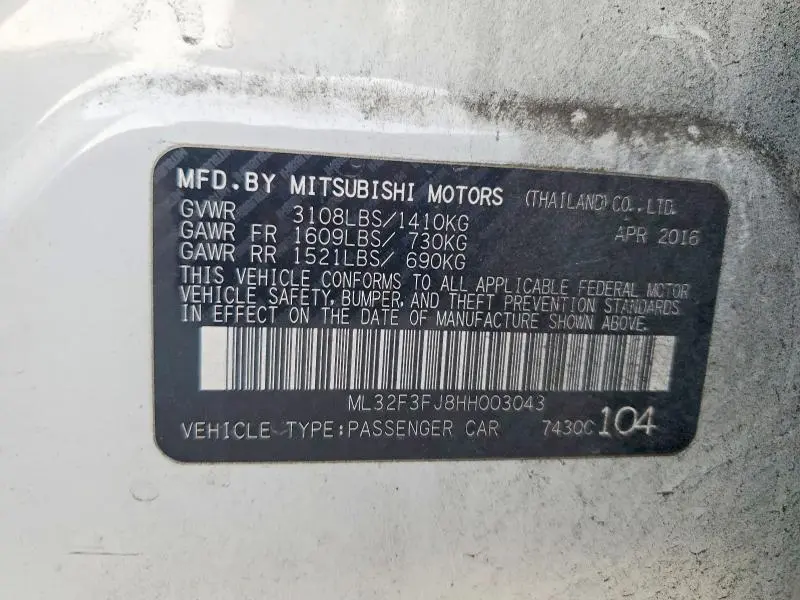 MFD.BY MITSUBISHI MOTORS (THAILAND) CO.,LTD.
GVWR 3108LBS/1410KG APR 2016
GAWR FR 1609LBS/ 730KG
GAWR RR 1521LBS/ 690KG
THIS VEHICLE CONFORMS TO ALL APPLICABLE FEDERAL MOTOR
VEHICLE SAFETY, BUMPER, AND THEFT PREVENTION STANDARDS
IN EFFECT ON THE DATE OF MANUFACTURE SHOWN ABOVE.
ML32F3FJ8HH003043
VEHICLE TYPE:PASSENGER CAR 7430C 104